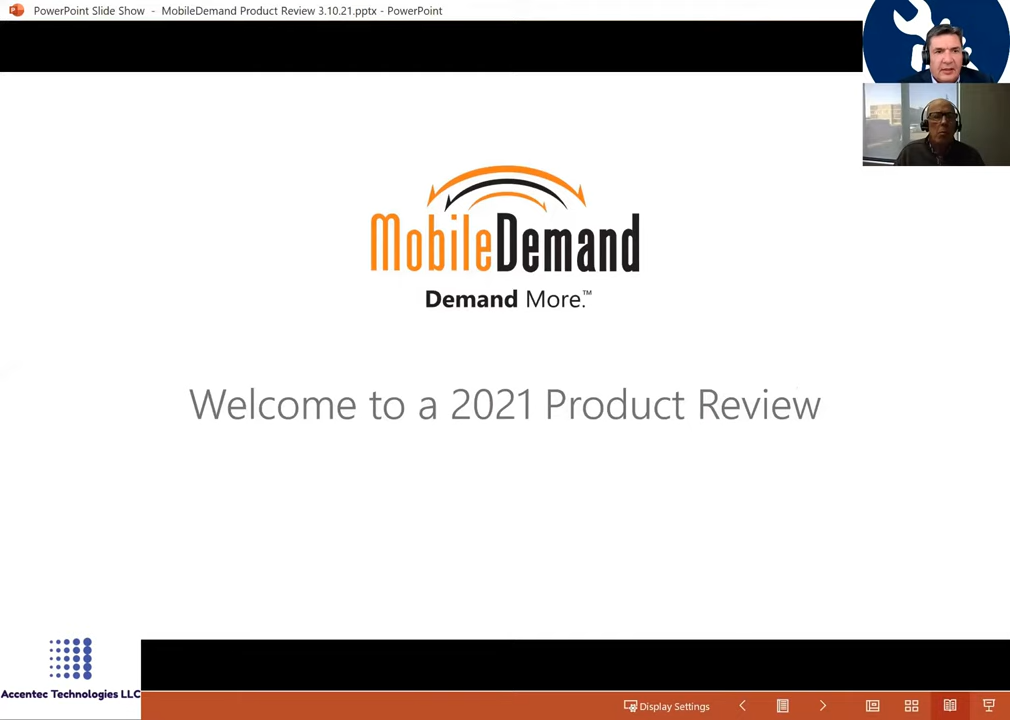 PowerPoint Slide Show - MobileDemand Product Review 3.10.21.pptx - PowerPoint
MobileDemand
Demand More.™
Welcome to a 2021 Product Review
Accentec Technologies LLC
Display Settings